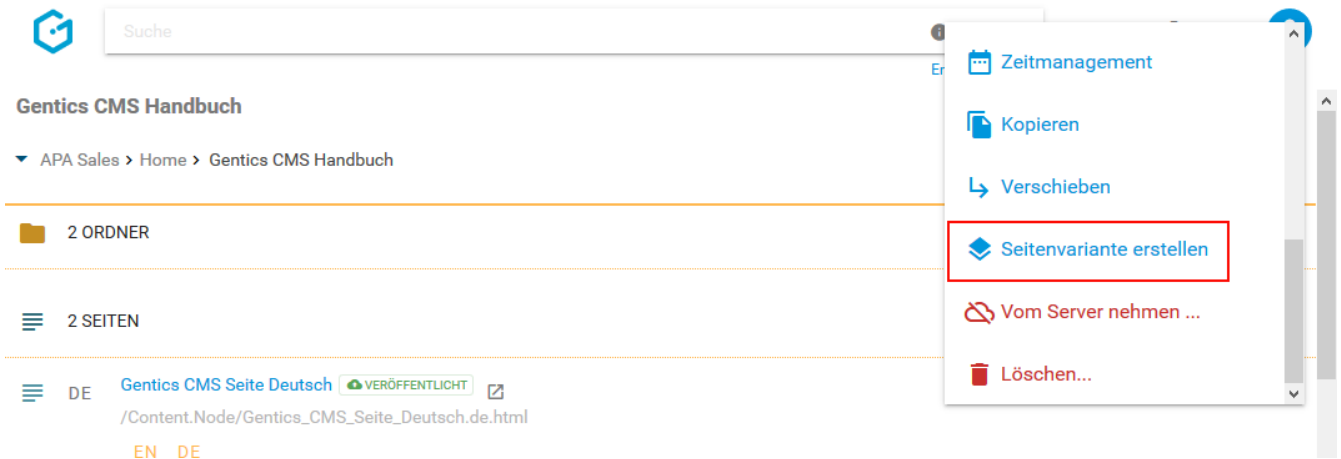 Suche
Er
Gentics CMS Handbuch
APA Sales > Home > Gentics CMS Handbuch
2 ORDNER
2 SEITEN
DE
Gentics CMS Seite Deutsch VERÖFFENTLICHT
/Content.Node/Gentics_CMS_Seite_Deutsch.de.html
EN DE
Zeitmanagement
Kopieren
Verschieben
Seitenvariante erstellen
Vom Server nehmen ...
Löschen...